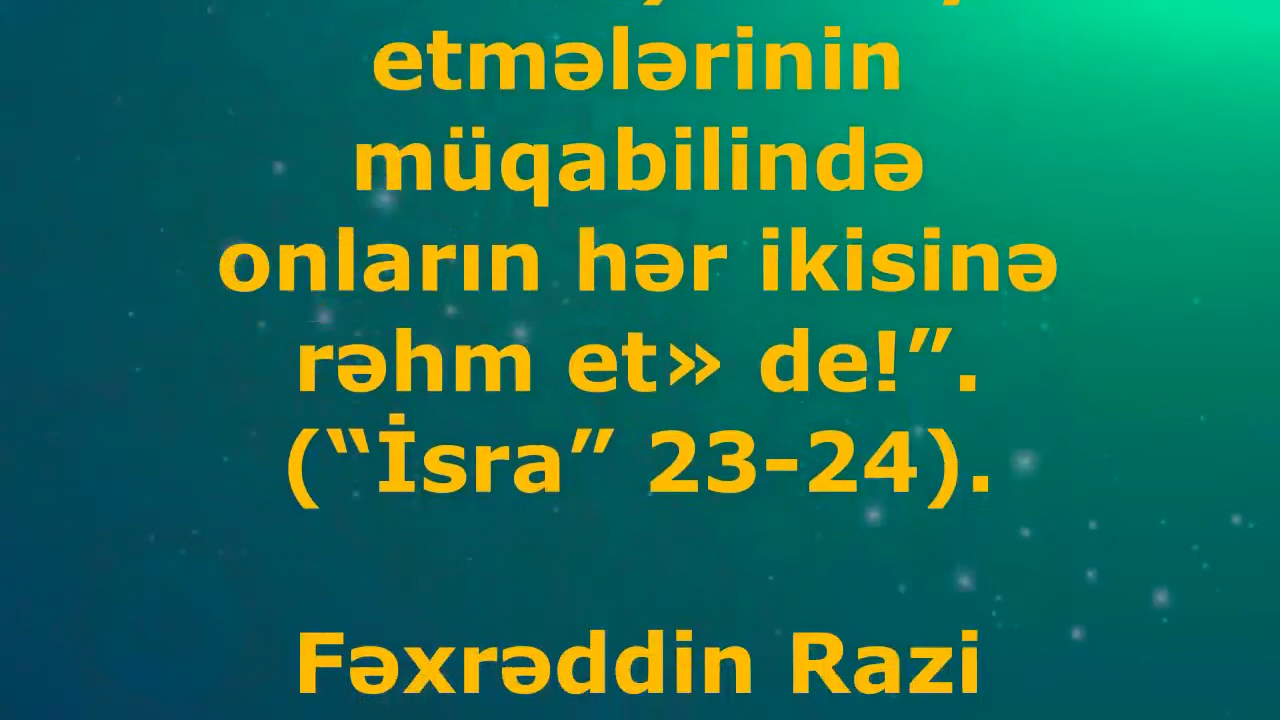 etmələrinin
müqabilində
onların hər ikisinə
rəhm et» de!”.
(“İsra” 23-24).
Fəxrəddin Razi